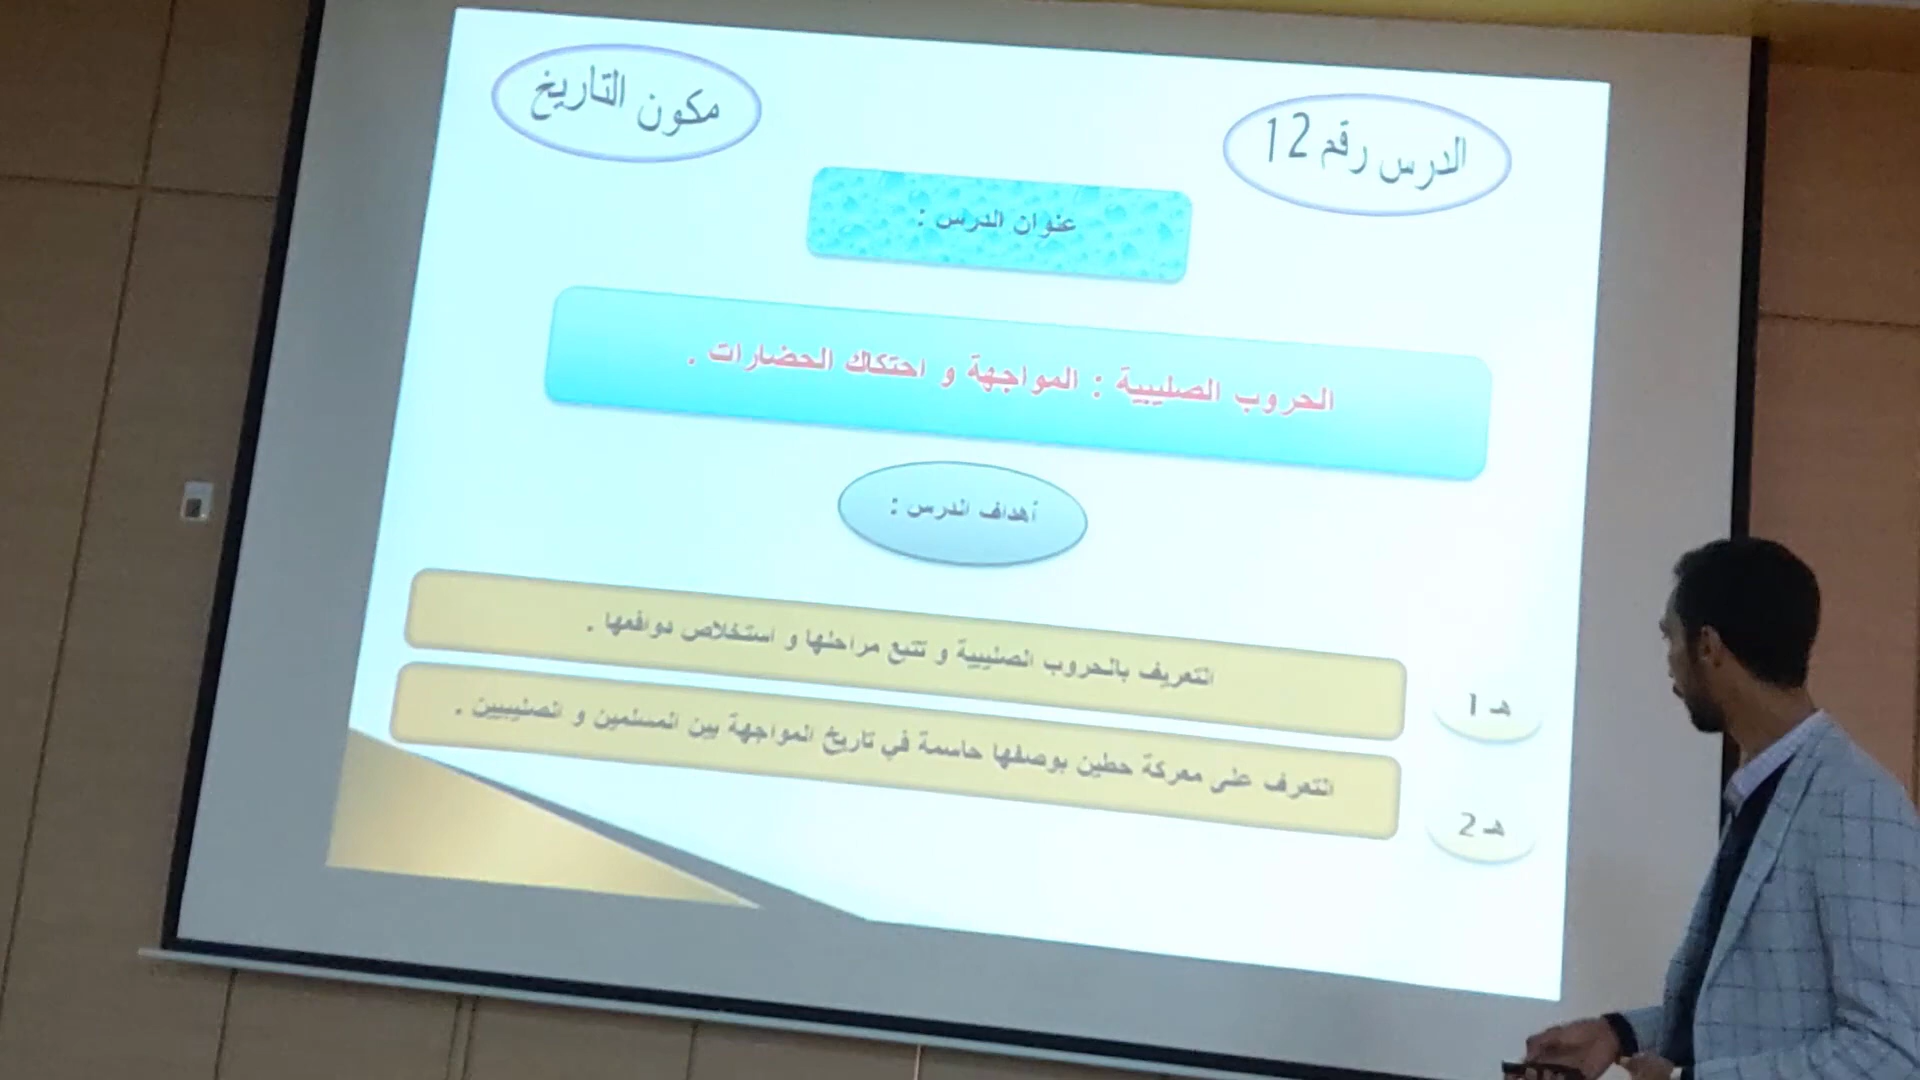 الدرس رقم 12
مكون التاريخ
عنوان الدرس :
الحروب الصليبية : المواجهة و احتكاك الحضارات .
أهداف الدرس :
هـ 1
التعريف بالحروب الصليبية و تتبع مراحلها و استخلاص دوافعها .
هـ 2
التعرف على معركة حطين بوصفها حاسمة في تاريخ المواجهة بين المسلمين و الصليبيين .